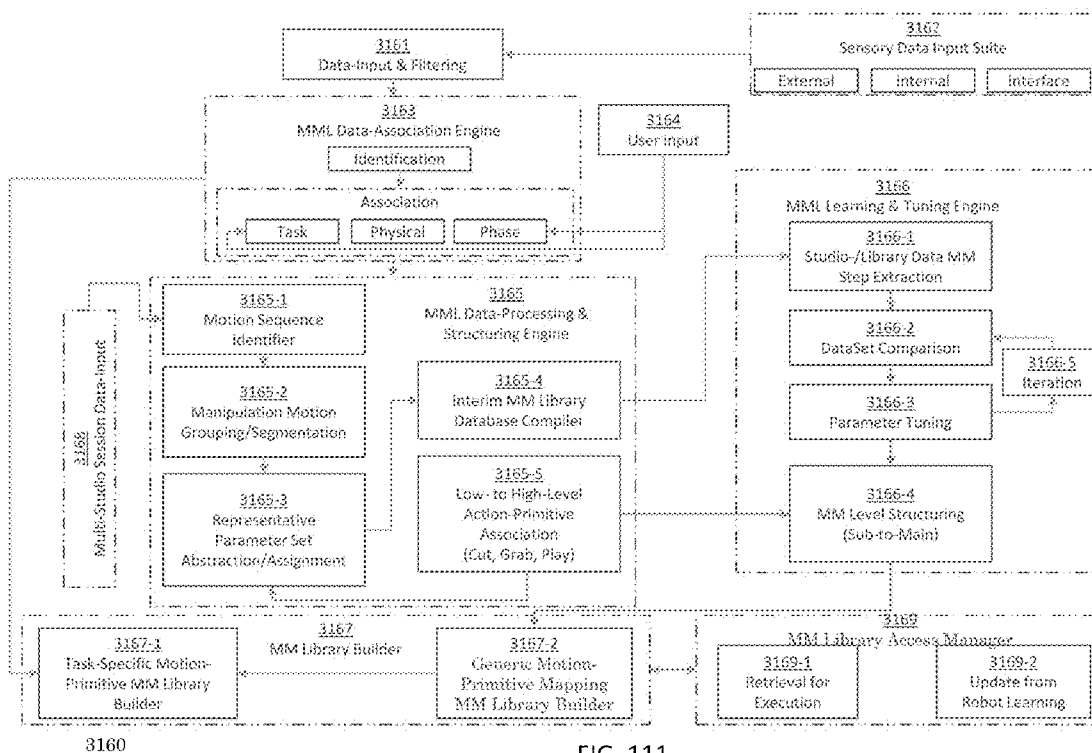 3161
Data-Input & Filtering
3162
Sensory Data Input Suite
External
Internal
Interface
3163
MML Data-Association Engine
Identification
Association
Task
Physical
Phase
3164
User Input
3165
MML Data-Processing &
Structuring Engine
3165-1
Motion Sequence
Identifier
3165-2
Manipulation Motion
Grouping/Segmentation
3165-3
Representative
Parameter Set
Abstraction/Assignment
3165-4
Interim MM Library
Database Compiler
3165-5
Low- to High-Level
Action-Primitive
Association
(Cut, Grab, Play)
3166
MML Learning & Tuning Engine
3166-1
Studio-/Library Data MM
Step Extraction
3166-2
DataSet Comparison
3166-3
Parameter Tuning
3166-5
Iteration
3166-4
MM Level Structuring
(Sub-to-Main)
3168
Multi-Studio Session Data-Input
3167
MM Library Builder
3167-1
Task-Specific Motion-
Primitive MM Library
Builder
3167-2
Generic Motion-
Primitive Mapping
MM Library Builder
3169
MM Library Access Manager
3169-1
Retrieval for
Execution
3169-2
Update from
Robot Learning
3160
FIG. 111